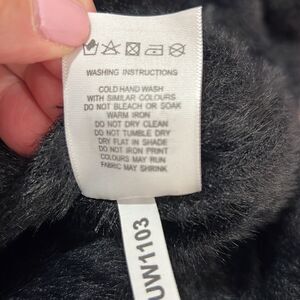 WASHING INSTRUCTIONS
COLD HAND WASH
WITH SIMILAR COLOURS
DO NOT BLEACH OR SOAK
WARM IRON
DO NOT DRY CLEAN
DO NOT TUMBLE DRY
DRY FLAT IN SHADE
DO NOT IRON PRINT
COLOURS MAY RUN
FABRIC MAY SHRINK
UW1103